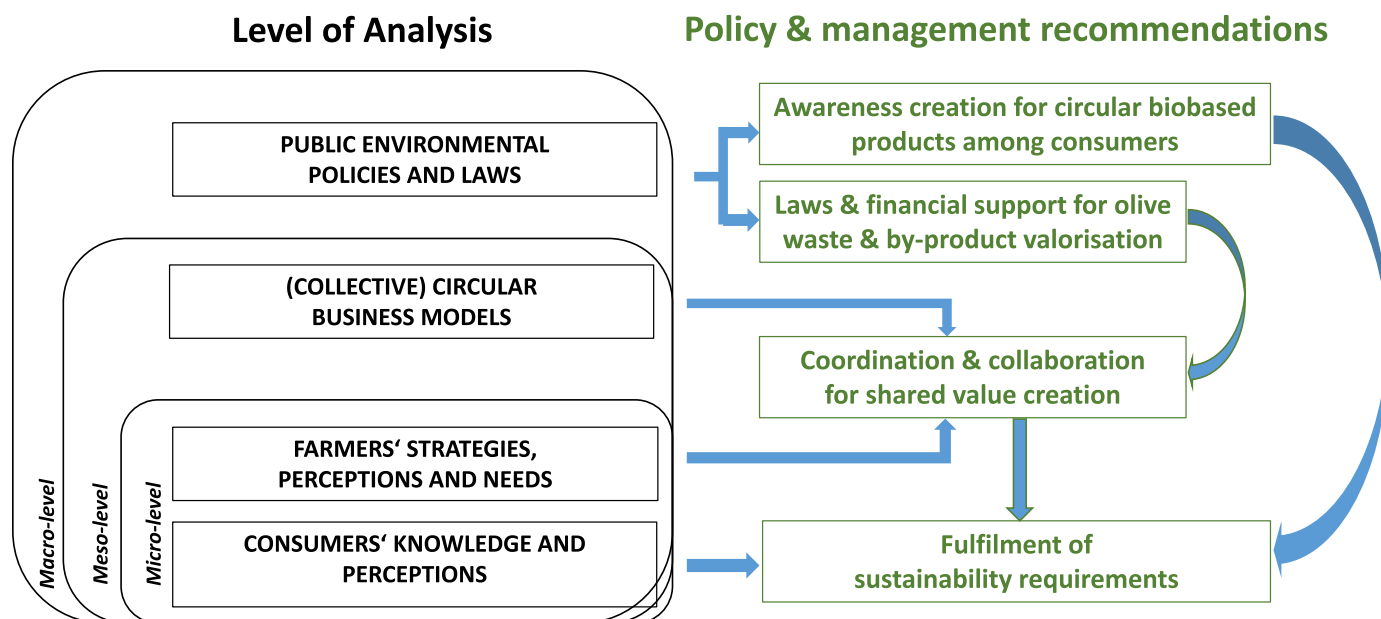 Level of Analysis
Policy & management recommendations
PUBLIC ENVIRONMENTAL
POLICIES AND LAWS
(COLLECTIVE) CIRCULAR
BUSINESS MODELS
FARMERS‘ STRATEGIES,
PERCEPTIONS AND NEEDS
CONSUMERS‘ KNOWLEDGE AND
PERCEPTIONS
Macro-level
Meso-level
Micro-level
Awareness creation for circular biobased
products among consumers
Laws & financial support for olive
waste & by-product valorisation
Coordination & collaboration
for shared value creation
Fulfilment of
sustainability requirements